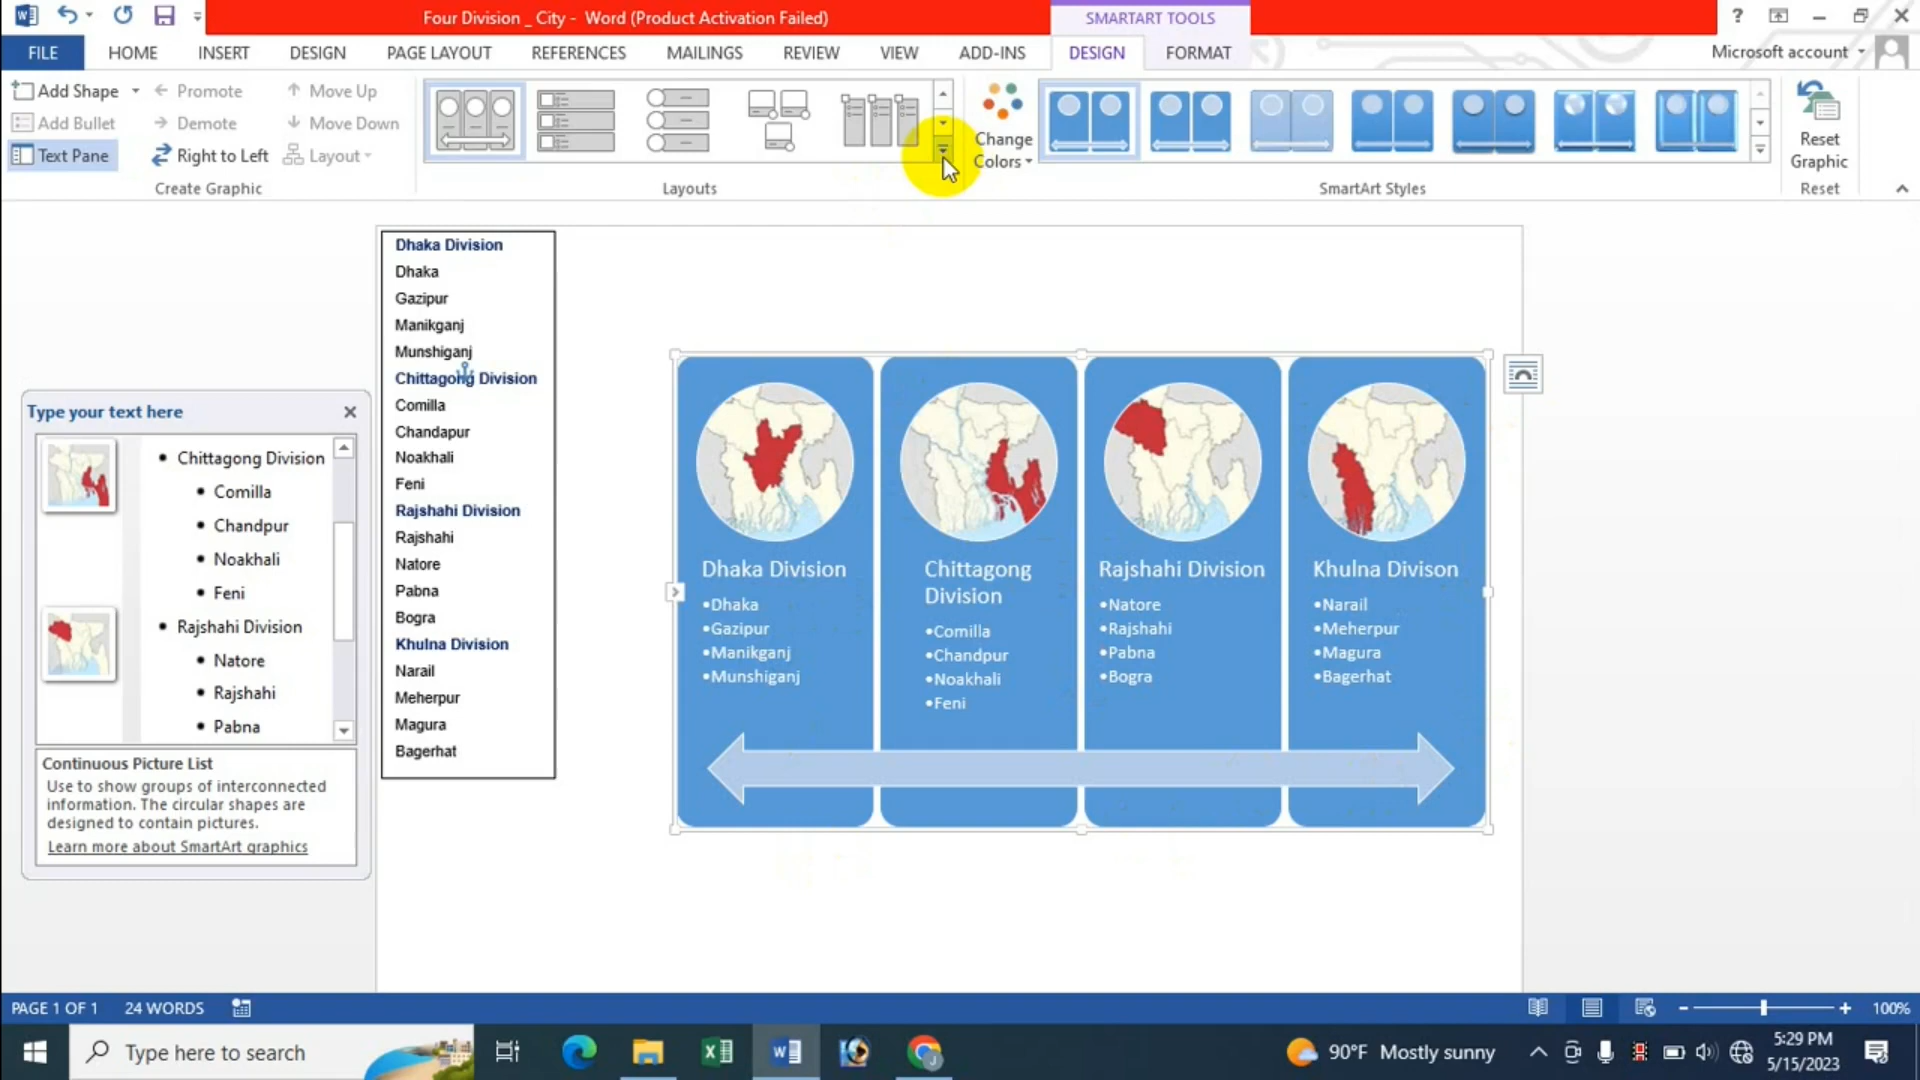 Four Division _ City - Word (Product Activation Failed)
SMARTART TOOLS
?
FILE
HOME
INSERT
DESIGN
PAGE LAYOUT
REFERENCES
MAILINGS
REVIEW
VIEW
ADD-INS
DESIGN
FORMAT
Microsoft account
Add Shape
Promote
Move Up
Add Bullet
Demote
Move Down
Text Pane
Right to Left
Layout
Create Graphic
Layouts
Change
Colors
SmartArt Styles
Reset
Graphic
Reset
Dhaka Division
Dhaka
Gazipur
Manikganj
Munshiganj
Chittagong Division
Comilla
Chandapur
Noakhali
Feni
Rajshahi Division
Rajshahi
Natore
Pabna
Bogra
Khulna Division
Narail
Meherpur
Magura
Bagerhat
Type your text here
• Chittagong Division
• Comilla
• Chandpur
• Noakhali
• Feni
• Rajshahi Division
• Natore
• Rajshahi
• Pabna
Continuous Picture List
Use to show groups of interconnected
information. The circular shapes are
designed to contain pictures.
Learn more about SmartArt graphics
Dhaka Division
•Dhaka
•Gazipur
•Manikganj
•Munshiganj
Chittagong
Division
•Comilla
•Chandpur
•Noakhali
•Feni
Rajshahi Division
•Natore
•Rajshahi
•Pabna
•Bogra
Khulna Divison
•Narail
•Meherpur
•Magura
•Bagerhat
PAGE 1 OF 1
24 WORDS
100%
Type here to search
90°F Mostly sunny
5:29 PM
5/15/2023